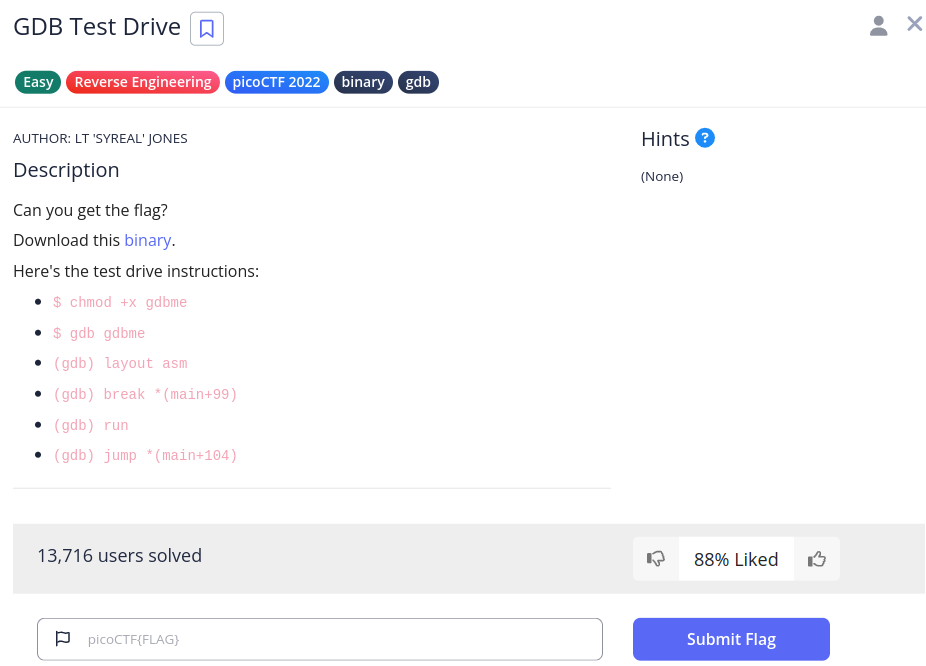 GDB Test Drive
Easy Reverse Engineering picoCTF 2022 binary gdb
AUTHOR: LT 'SYREAL' JONES
Description
Can you get the flag?
Download this binary.
Here's the test drive instructions:
$ chmod +x gdbme
$ gdb gdbme
(gdb) layout asm
(gdb) break *(main+99)
(gdb) run
(gdb) jump *(main+104)
Hints ?
(None)
13,716 users solved
88% Liked
picoCTF{FLAG}
Submit Flag